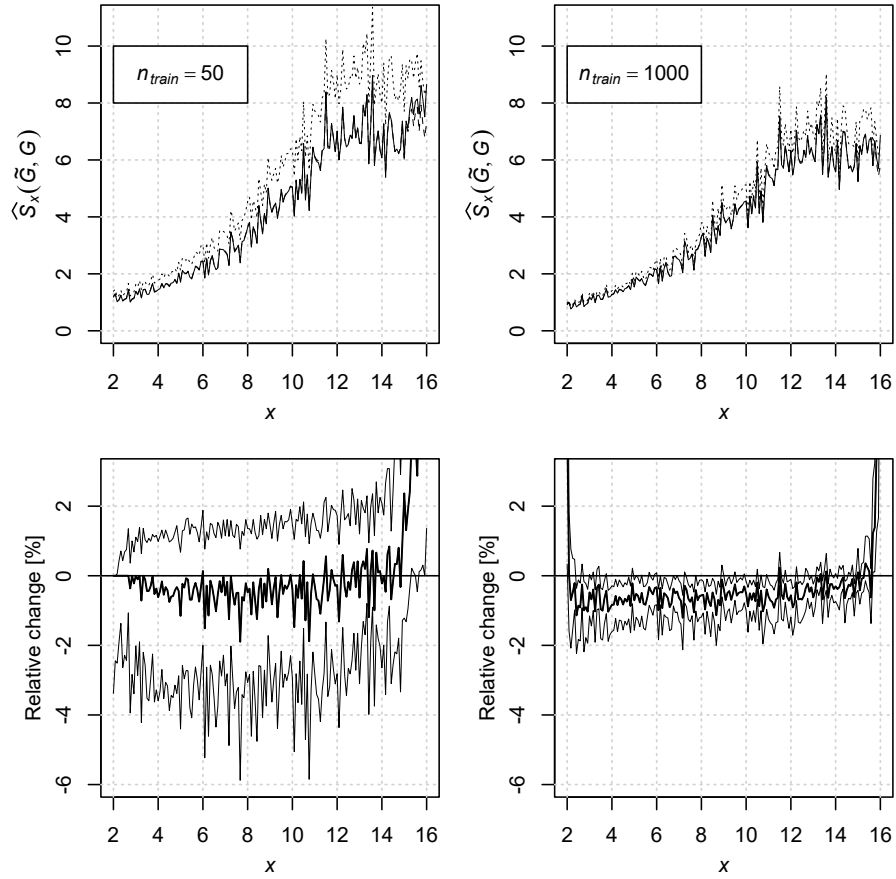 n_train = 50
Ŝ_x(G̃, G)
10
8
6
4
2
0
2 4 6 8 10 12 14 16
x
n_train = 1000
Ŝ_x(G̃, G)
10
8
6
4
2
0
2 4 6 8 10 12 14 16
x
Relative change [%]
2
0
-2
-4
-6
2 4 6 8 10 12 14 16
x
Relative change [%]
2
0
-2
-4
-6
2 4 6 8 10 12 14 16
x